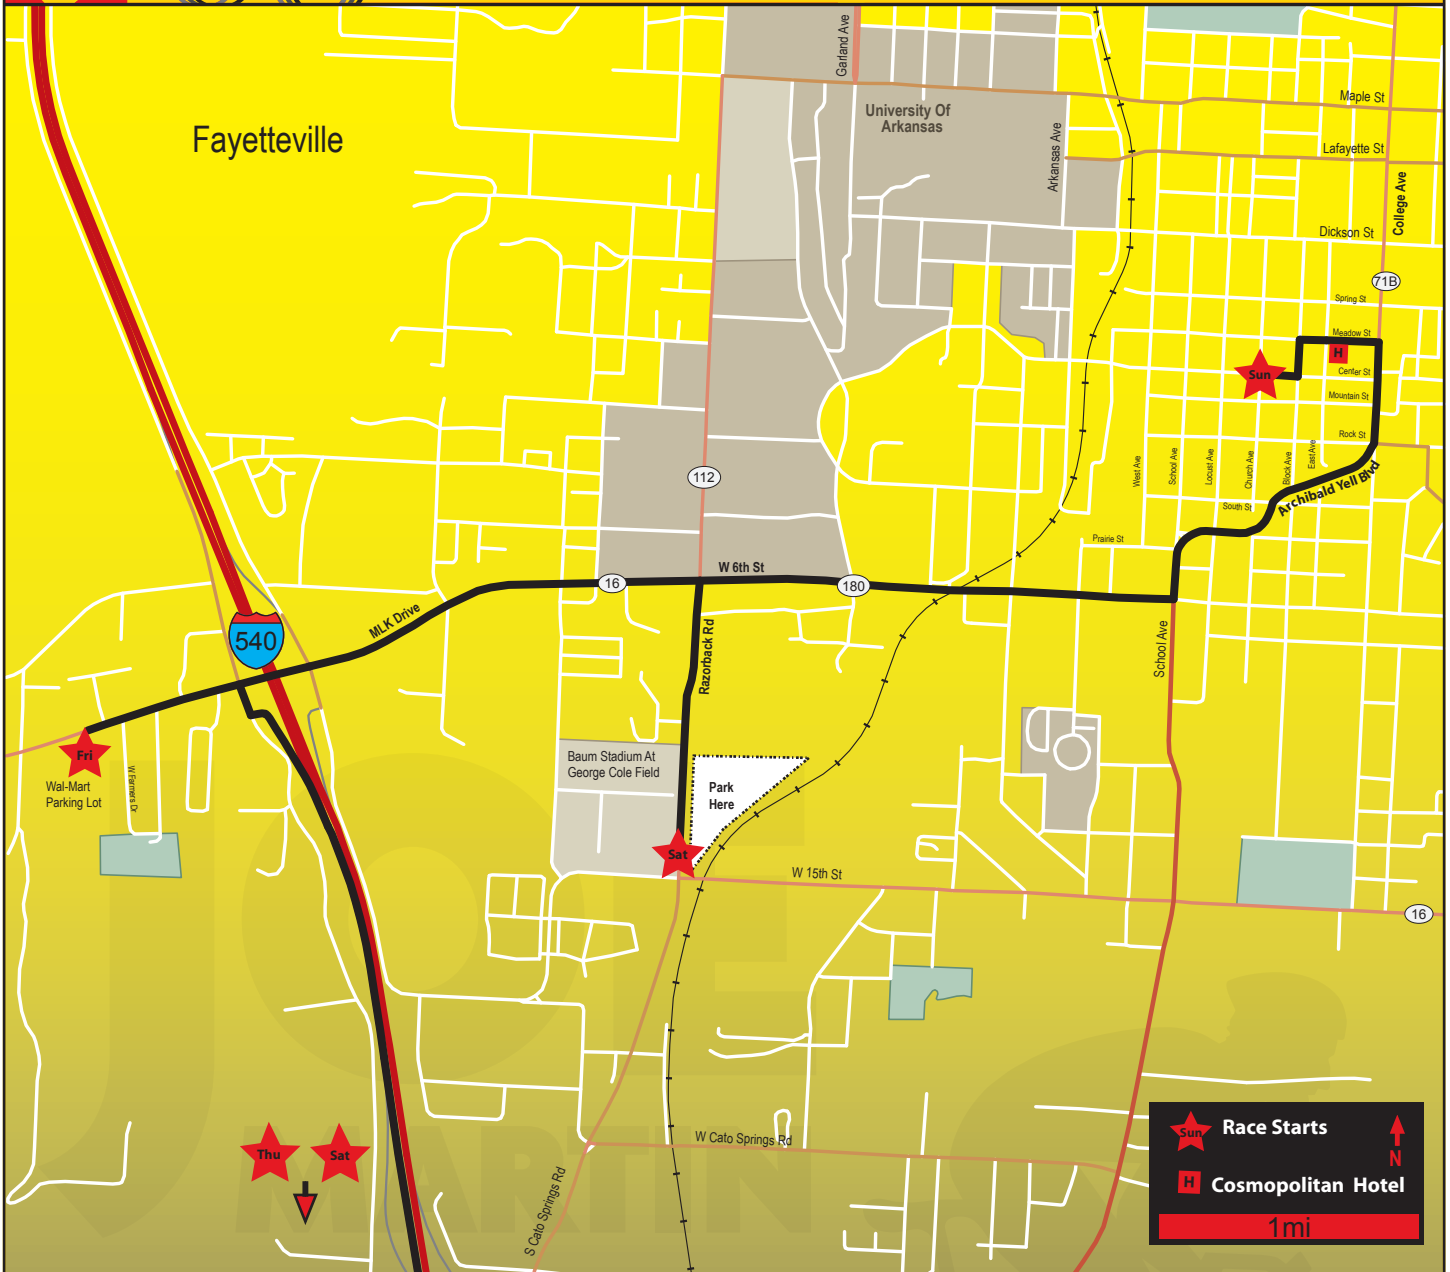 Garland Ave
Maple St
University Of
Arkansas
Fayetteville
Arkansas Ave
Lafayette St
College Ave
Dickson St
71B
Spring St
Meadow St
H
Sun
Center St
Mountain St
Rock St
West Ave
School Ave
Locust Ave
Church Ave
Block Ave
East Ave
112
Archibald Yell Blvd
South St
Prairie St
W 6th St
16
180
MLK Drive
540
Razorback Rd
School Ave
Fri
Wal-Mart
Parking Lot
W Farmers Dr
Baum Stadium At
George Cole Field
Park
Here
Sat
W 15th St
16
JOE
MARTIN
W Cato Springs Rd
S Cato Springs Rd
Thu
Sat
Sun
Race Starts
N
H
Cosmopolitan Hotel
1mi